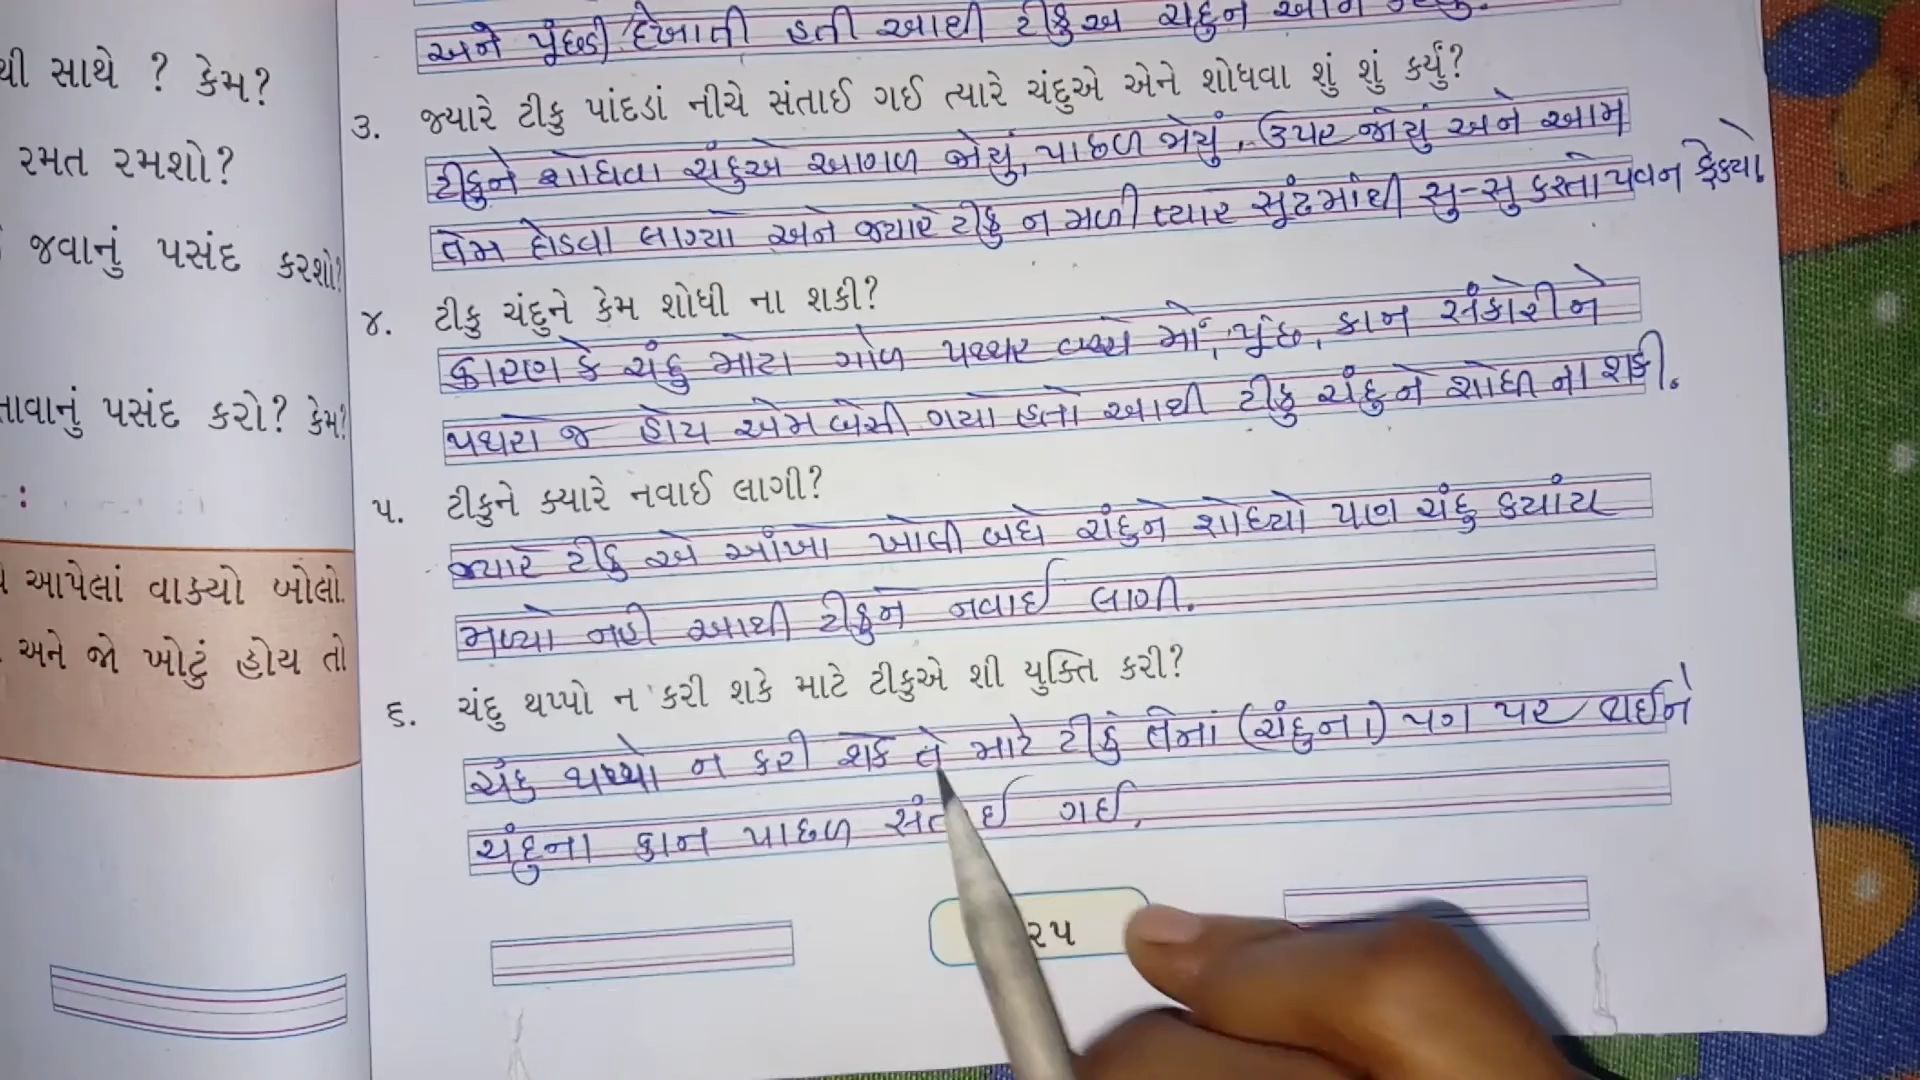 થી સાથે ? કેમ?
રમત રમશો?
જવાનું પસંદ કરશો?
તાવાનું પસંદ કરો? કેમ?
:
આપેલાં વાક્યો બોલો.
અને જો ખોટું હોય તો
અને પૂંછડી દેખાતી હતી આથી ટીકુએ ચંદુને
૩. જ્યારે ટીકુ પાંદડાં નીચે સંતાઈ ગઈ ત્યારે ચંદુએ એને શોધવા શું શું કર્યું?
ટીકુને શોધવા ચંદુએ આગળ જોયું, પાછળ જોયું, ઉપર જોયું અને આમ
તેમ દોડવા લાગ્યો અને જ્યારે ટીકુ ન મળી ત્યાર સૂંઢમાંથી સુ-સુ કરતો પવન ફેંક્યો.
૪. ટીકુ ચંદુને કેમ શોધી ના શકી?
કારણ કે ચંદુ મોટા ગોળ પથ્થર વચ્ચે મોં, પૂંછ, કાન સંકોરીને
પથરો જ હોય એમ બેસી ગયો હતો આથી ટીકુ ચંદુને શોધી ના શકી.
૫. ટીકુને ક્યારે નવાઈ લાગી?
જ્યારે ટીકુ એ આંખો ખોલી બધે ચંદુને શોધ્યો પણ ચંદુ કયાંય
મળ્યો નહી આથી ટીકુને નવાઈ લાગી.
૬. ચંદુ થપ્પો ન કરી શકે માટે ટીકુએ શી યુક્તિ કરી?
ચંદુ થપ્પો ન કરી શકે તે માટે ટીકુ તેનાં (ચંદુના) પગ પર થઈને
ચંદુના કાન પાછળ સંતાઈ ગઈ.
૨૫